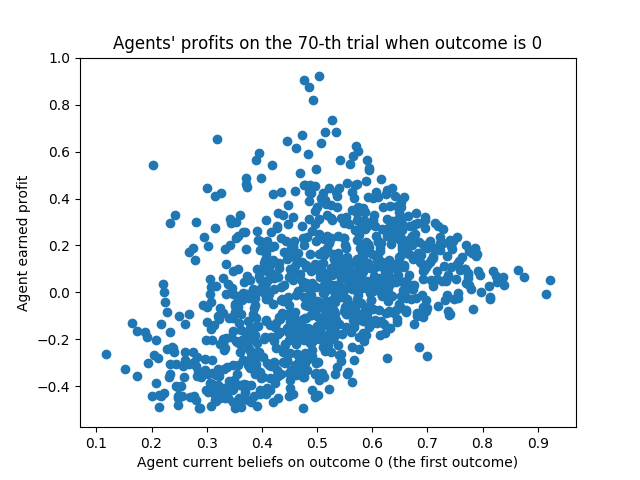 Agents' profits on the 70-th trial when outcome is 0
1.0
0.8
0.6
0.4
0.2
0.0
−0.2
−0.4
Agent earned profit
0.1 0.2 0.3 0.4 0.5 0.6 0.7 0.8 0.9
Agent current beliefs on outcome 0 (the first outcome)